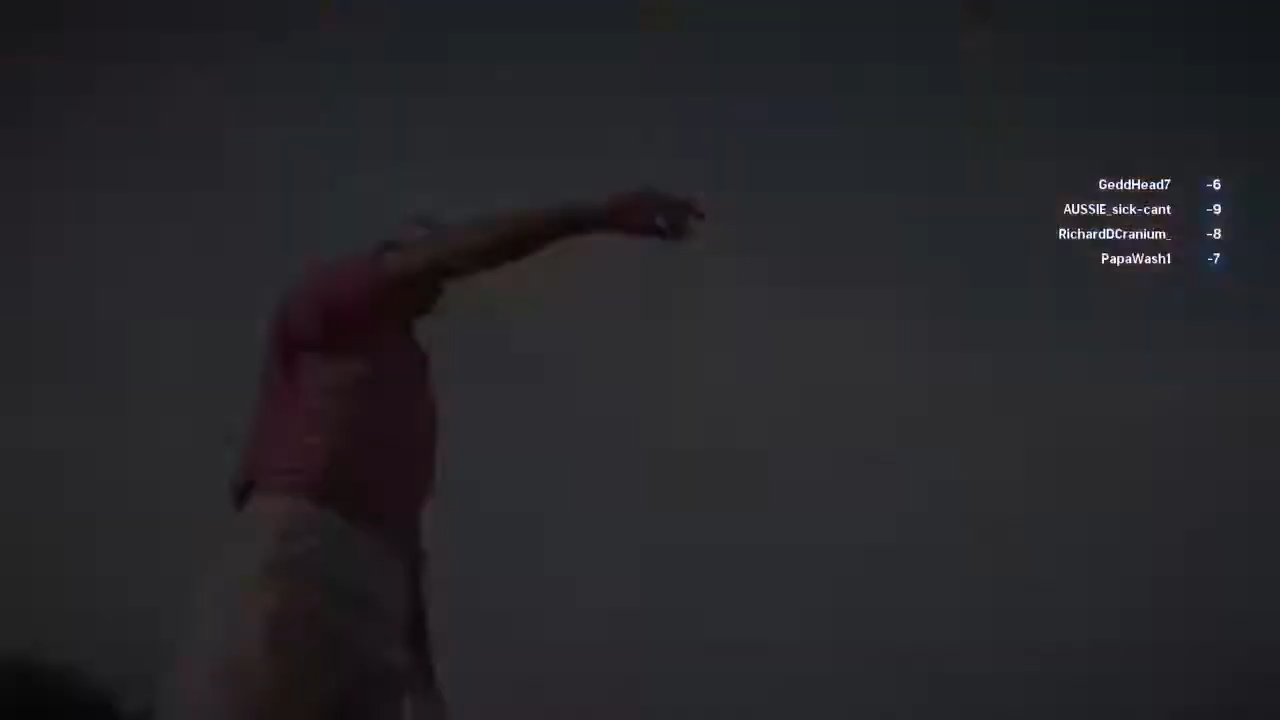 GeddHead7 -6
AUSSIE_sick-cant -9
RichardDCranium_ -8
PapaWash1 -7